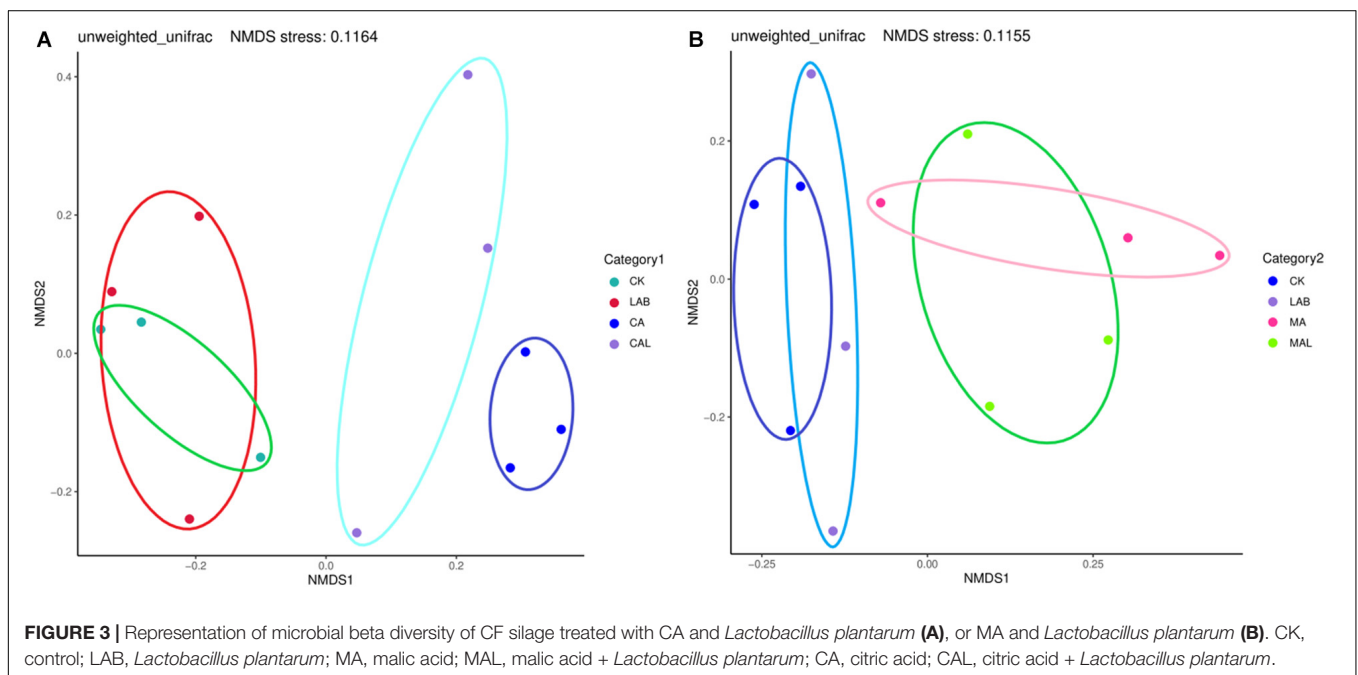 A
unweighted_unifrac NMDS stress: 0.1164
0.4
0.2
0.0
−0.2
NMDS2
−0.2 0.0 0.2
NMDS1
Category1
CK
LAB
CA
CAL
B
unweighted_unifrac NMDS stress: 0.1155
0.2
0.0
−0.2
NMDS2
−0.25 0.00 0.25
NMDS1
Category2
CK
LAB
MA
MAL
FIGURE 3 | Representation of microbial beta diversity of CF silage treated with CA and Lactobacillus plantarum (A), or MA and Lactobacillus plantarum (B). CK,
control; LAB, Lactobacillus plantarum; MA, malic acid; MAL, malic acid + Lactobacillus plantarum; CA, citric acid; CAL, citric acid + Lactobacillus plantarum.